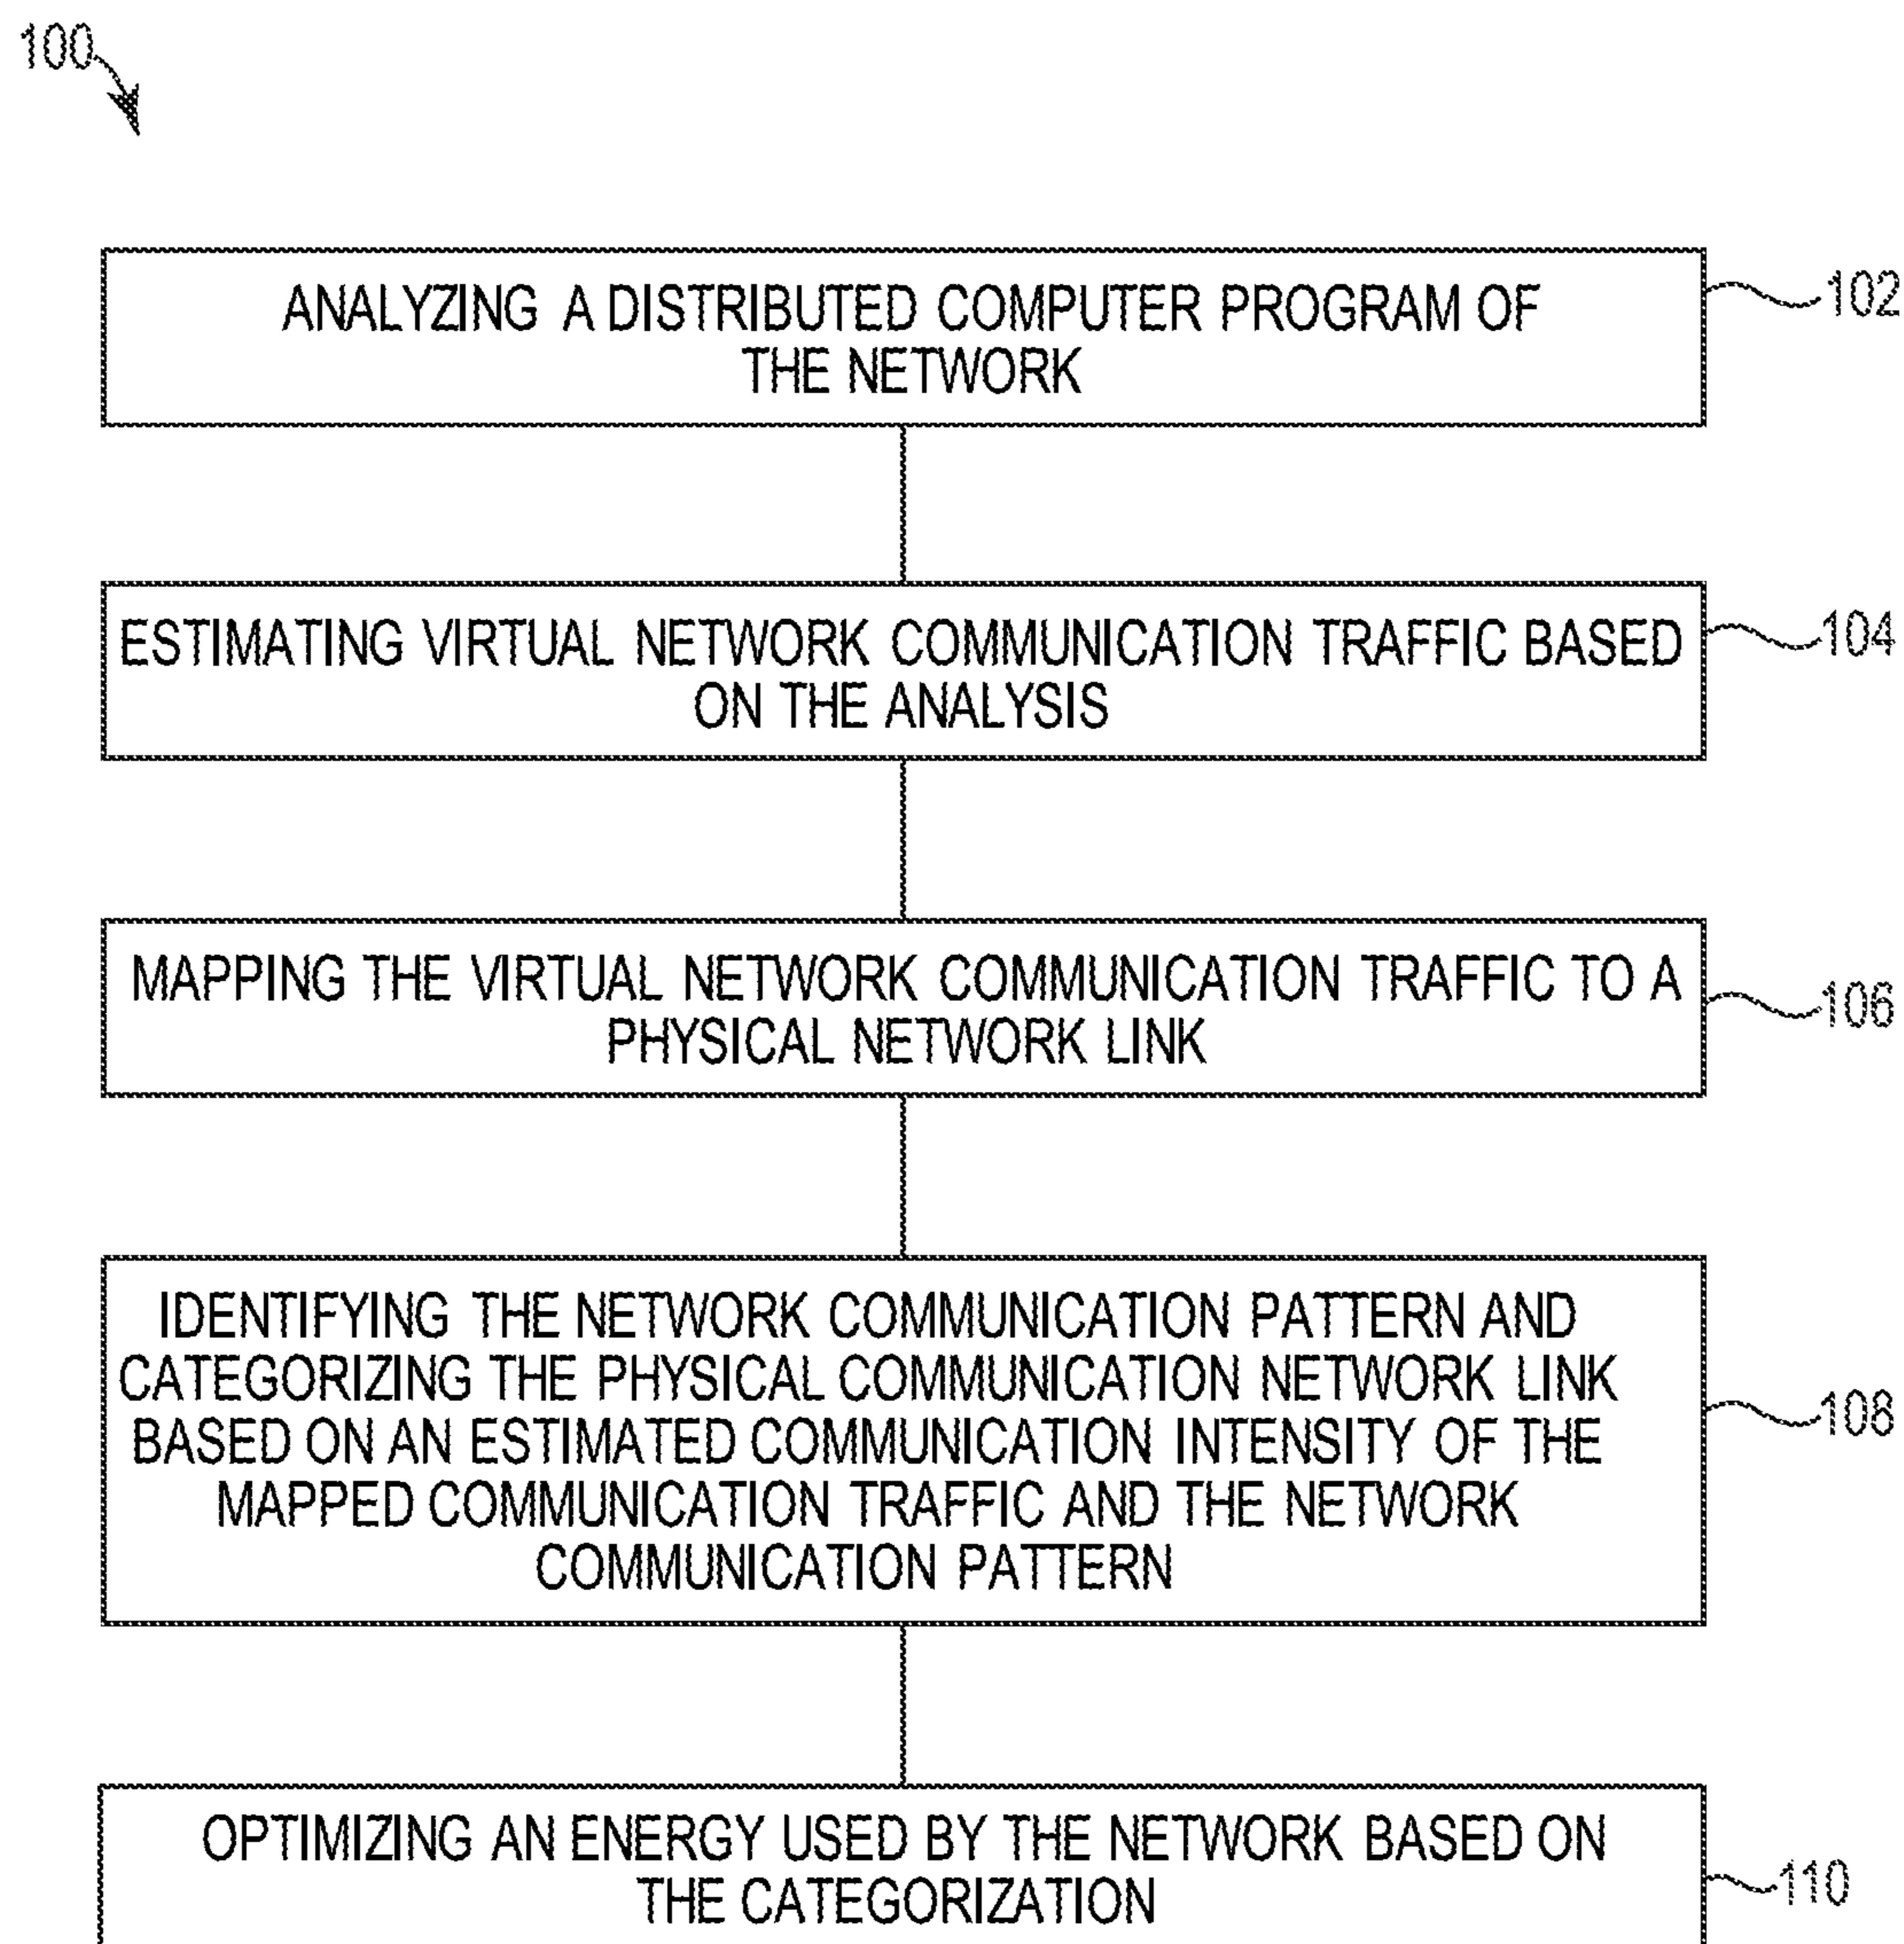 100
ANALYZING A DISTRIBUTED COMPUTER PROGRAM OF
THE NETWORK
102
ESTIMATING VIRTUAL NETWORK COMMUNICATION TRAFFIC BASED
ON THE ANALYSIS
104
MAPPING THE VIRTUAL NETWORK COMMUNICATION TRAFFIC TO A
PHYSICAL NETWORK LINK
106
IDENTIFYING THE NETWORK COMMUNICATION PATTERN AND
CATEGORIZING THE PHYSICAL COMMUNICATION NETWORK LINK
BASED ON AN ESTIMATED COMMUNICATION INTENSITY OF THE
MAPPED COMMUNICATION TRAFFIC AND THE NETWORK
COMMUNICATION PATTERN
108
OPTIMIZING AN ENERGY USED BY THE NETWORK BASED ON
THE CATEGORIZATION
110